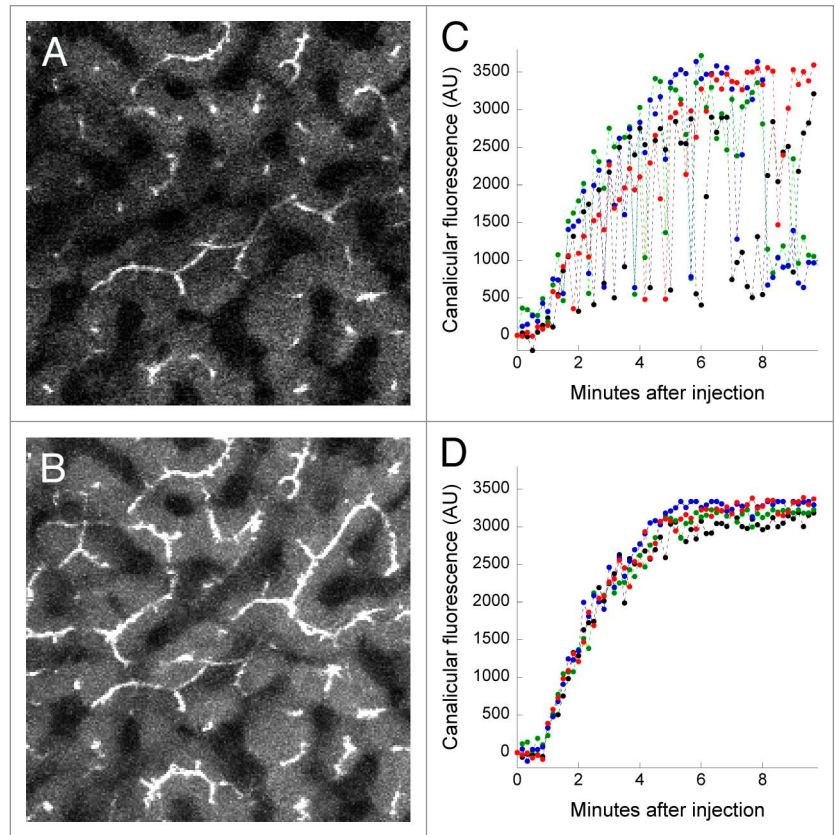 A
B
C
Canalicular fluorescence (AU)
3500
3000
2500
2000
1500
1000
500
0
0 2 4 6 8
Minutes after injection
D
Canalicular fluorescence (AU)
3500
3000
2500
2000
1500
1000
500
0
0 2 4 6 8
Minutes after injection